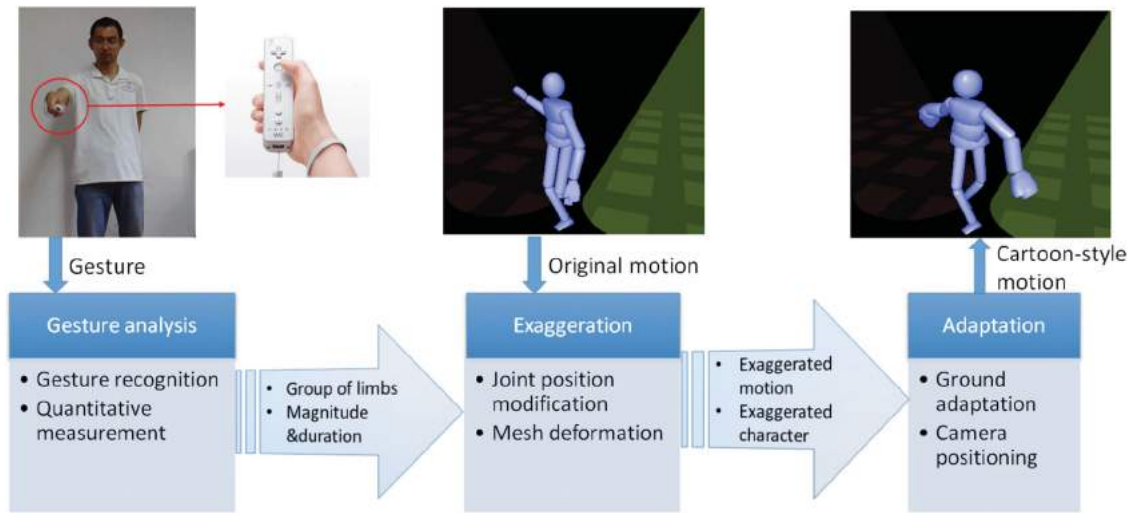 Gesture
Original motion
Cartoon-style
motion
Gesture analysis
• Gesture recognition
• Quantitative
measurement
• Group of limbs
• Magnitude
&duration
Exaggeration
• Joint position
modification
• Mesh deformation
• Exaggerated
motion
• Exaggerated
character
Adaptation
• Ground
adaptation
• Camera
positioning